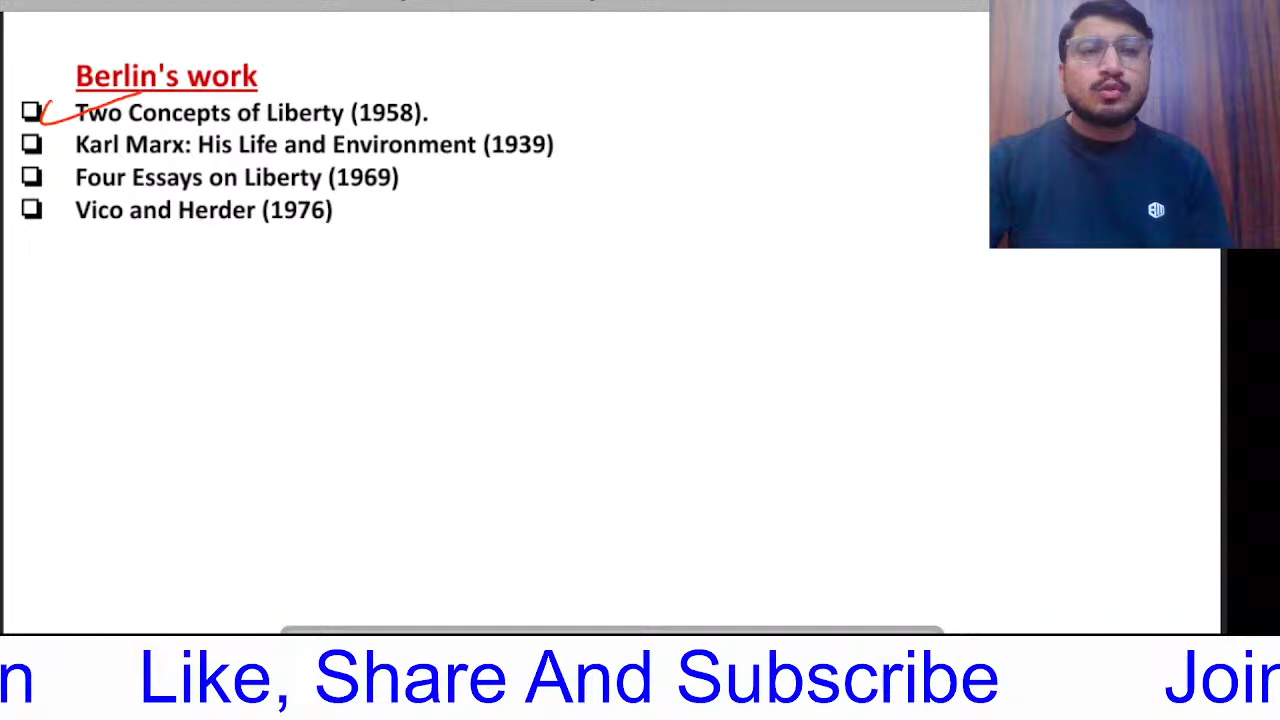 Berlin's work
❑ Two Concepts of Liberty (1958).
❑ Karl Marx: His Life and Environment (1939)
❑ Four Essays on Liberty (1969)
❑ Vico and Herder (1976)
n Like, Share And Subscribe Join